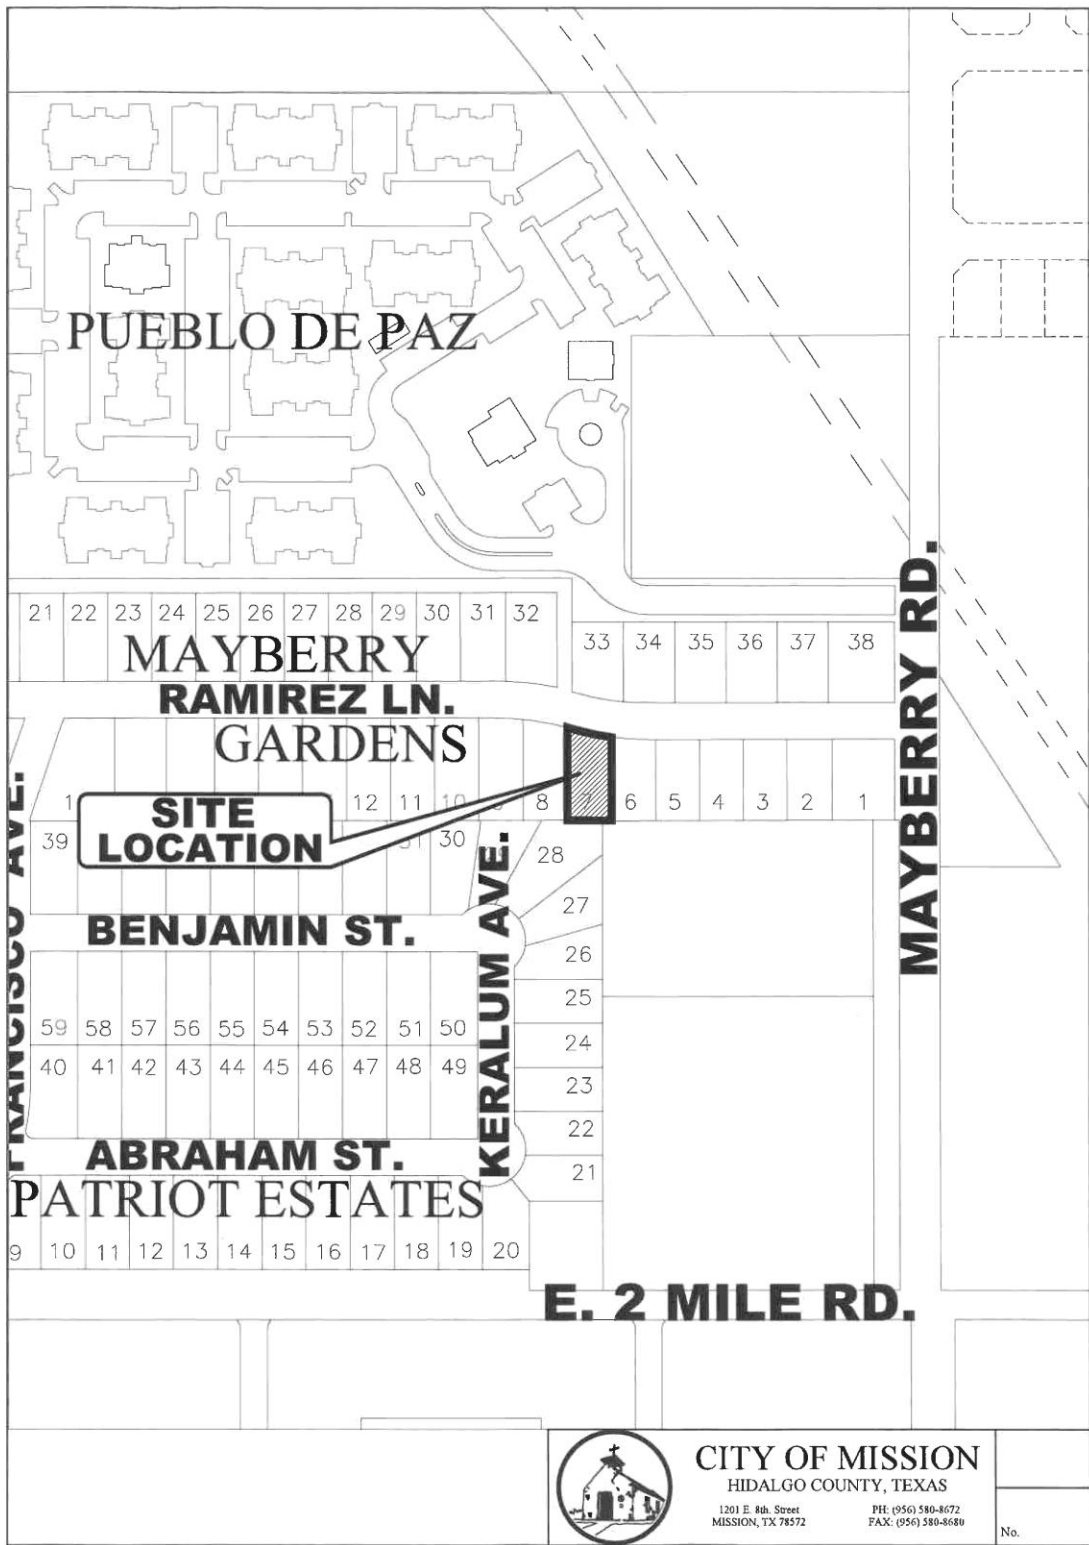 PUEBLO DE PAZ
21 22 23 24 25 26 27 28 29 30 31 32
33 34 35 36 37 38
MAYBERRY
RAMIREZ LN.
GARDENS
MAYBERRY RD.
1 12 11 10 8 7 6 5 4 3 2 1
SITE
LOCATION
39 31 30
28
27
26
25
24
23
22
21
FRANCISCO AVE.
KERALUM AVE.
BENJAMIN ST.
59 58 57 56 55 54 53 52 51 50
40 41 42 43 44 45 46 47 48 49
ABRAHAM ST.
PATRIOT ESTATES
9 10 11 12 13 14 15 16 17 18 19 20
E. 2 MILE RD.
CITY OF MISSION
HIDALGO COUNTY, TEXAS
1201 E. 8th. Street PH: (956) 580-8672
MISSION, TX 78572 FAX: (956) 580-8680
No.